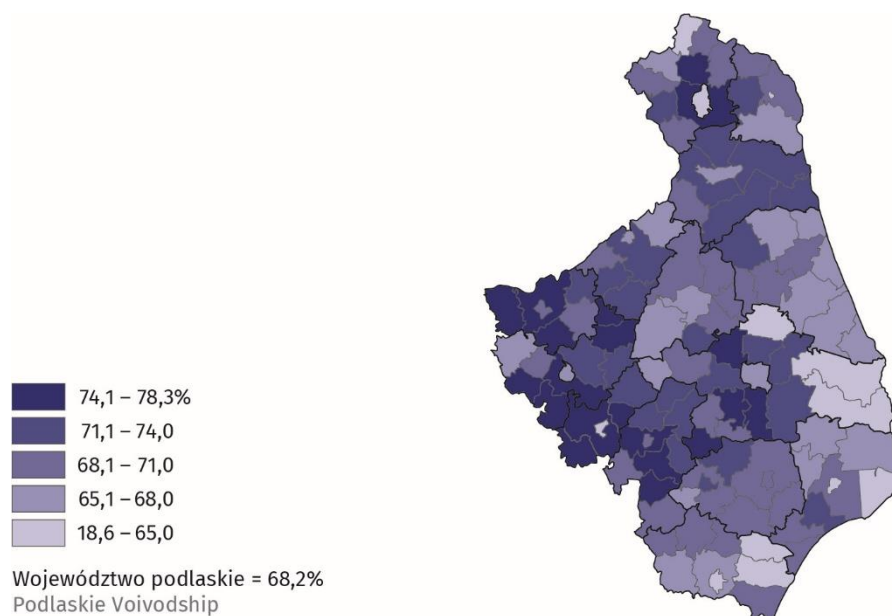 74,1 – 78,3%
71,1 – 74,0
68,1 – 71,0
65,1 – 68,0
18,6 – 65,0
Województwo podlaskie = 68,2%
Podlaskie Voivodship